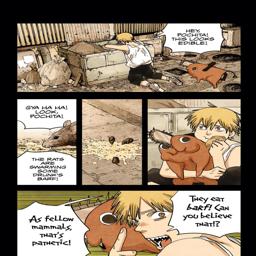 HEY,
POCHITA!
THIS LOOKS
EDIBLE!
GYA HA HA!
LOOK,
POCHITA!
THE RATS
ARE
SWARMING
SOME
DRUNK'S
BARF!
As fellow
mammals,
that's
pathetic!
They eat
barf! Can
you believe
that!?